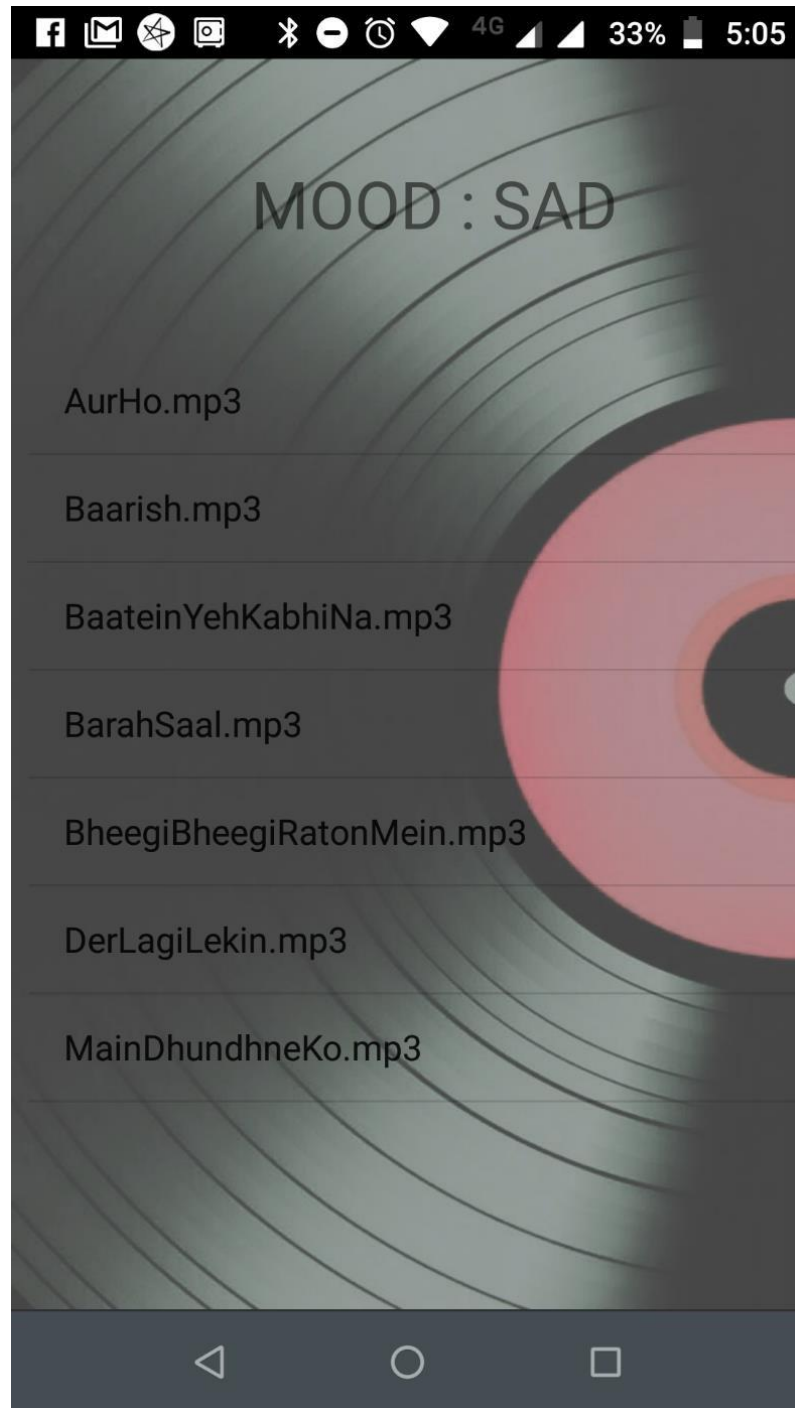 4G 33% 5:05
MOOD : SAD
AurHo.mp3
Baarish.mp3
BaateinYehKabhiNa.mp3
BarahSaal.mp3
BheegiBheegiRatonMein.mp3
DerLagiLekin.mp3
MainDhundhneKo.mp3